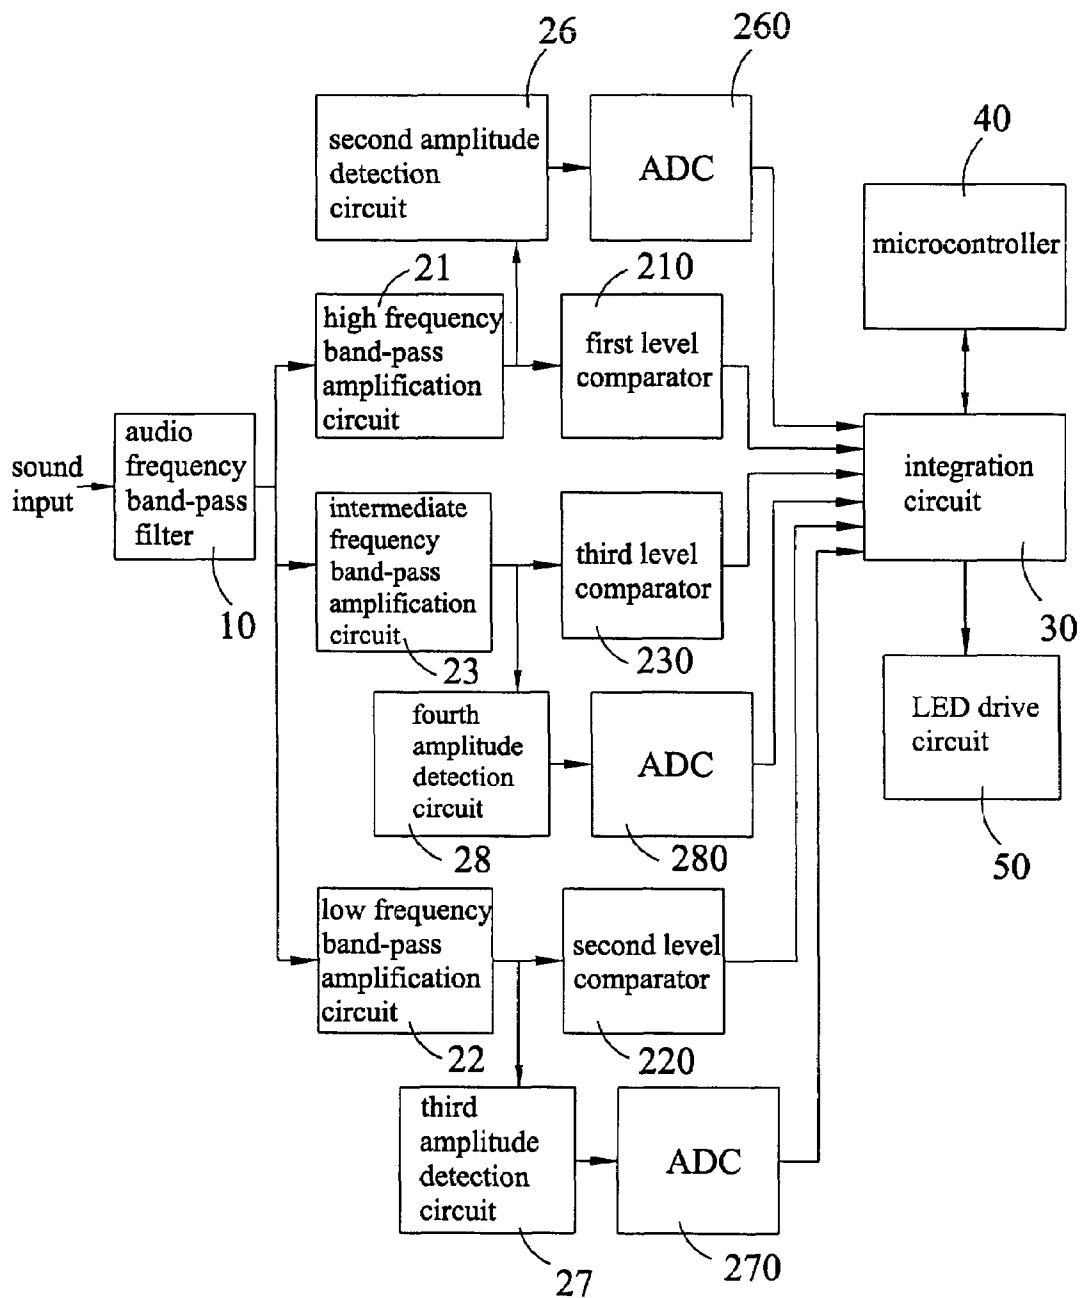 26
260
second amplitude
detection
circuit
ADC
40
microcontroller
21
high frequency
band-pass
amplification
circuit
210
first level
comparator
sound
input
audio
frequency
band-pass
filter
10
intermediate
frequency
band-pass
amplification
circuit
23
third level
comparator
230
integration
circuit
30
fourth
amplitude
detection
circuit
28
ADC
280
LED drive
circuit
50
low frequency
band-pass
amplification
circuit
22
second level
comparator
220
third
amplitude
detection
circuit
27
ADC
270